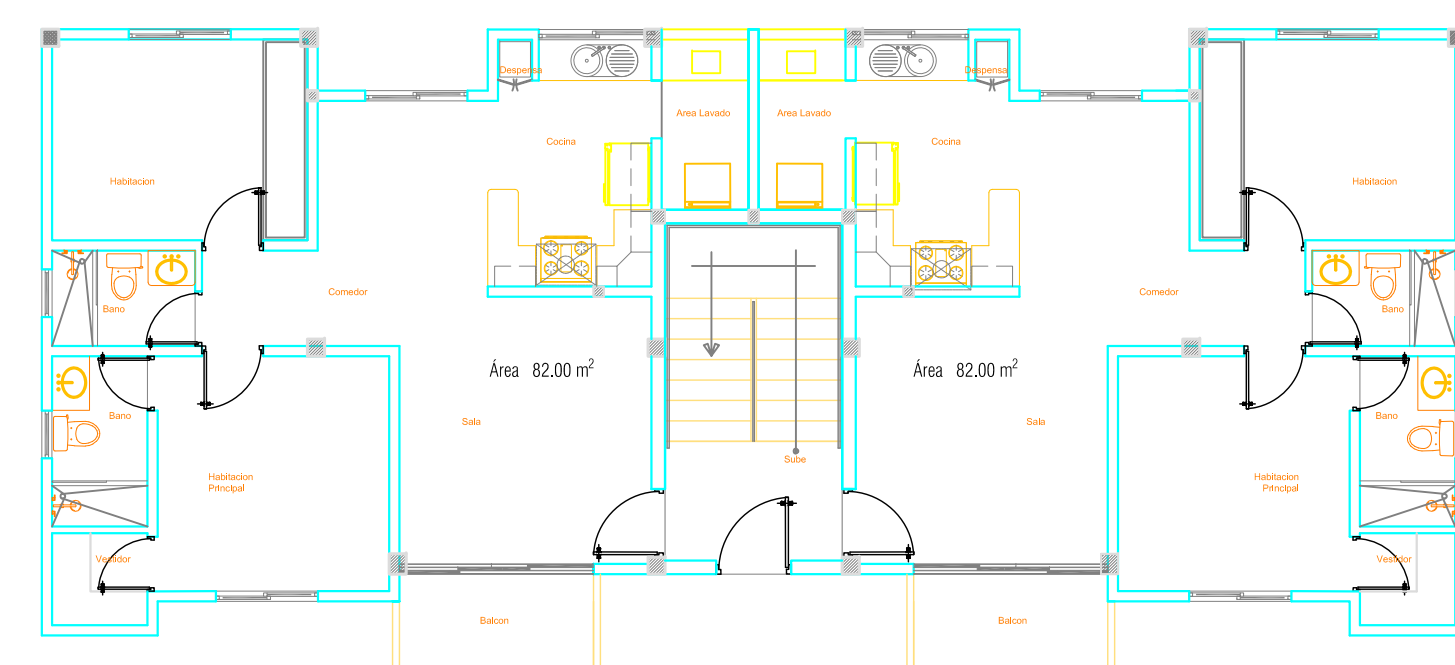 Despensa
Despensa
Area Lavado
Area Lavado
Cocina
Cocina
Habitacion
Habitacion
Comedor
Comedor
Bano
Bano
Área 82.00 m²
Área 82.00 m²
Bano
Bano
Sala
Sala
Sube
Habitacion
Principal
Habitacion
Principal
Vestidor
Vestidor
Balcon
Balcon